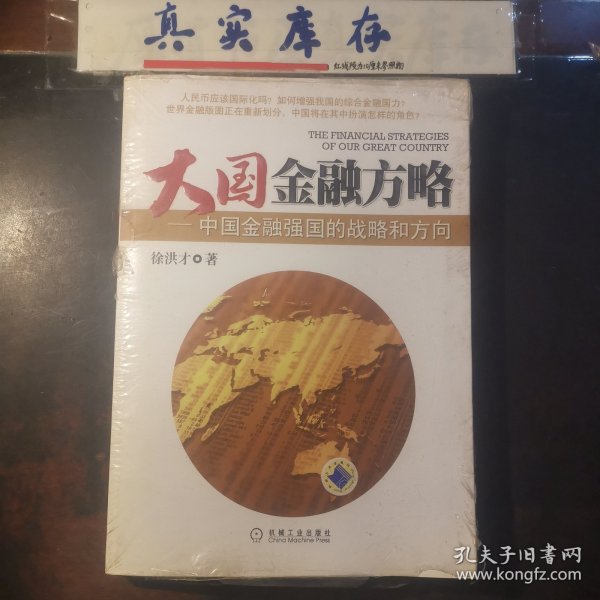 真实库存
人民币应该国际化吗？如何增强我国的综合金融国力？
世界金融版图正在重新划分，中国将在其中扮演怎样的角色？
THE FINANCIAL STRATEGIES
OF OUR GREAT COUNTRY
大国金融方略
——中国金融强国的战略和方向
徐洪才 著
机械工业出版社
China Machine Press
孔夫子旧书网
www.kongfz.com